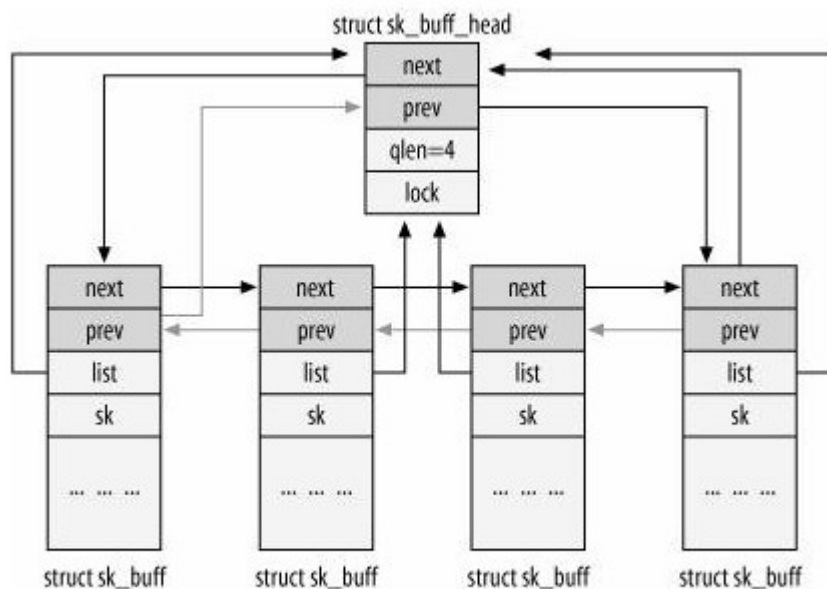 struct sk_buff_head
next
prev
qlen=4
lock
next next next next
prev prev prev prev
list list list list
sk sk sk sk
... ... ... ... ... ... ... ... ... ... ... ...
struct sk_buff struct sk_buff struct sk_buff struct sk_buff